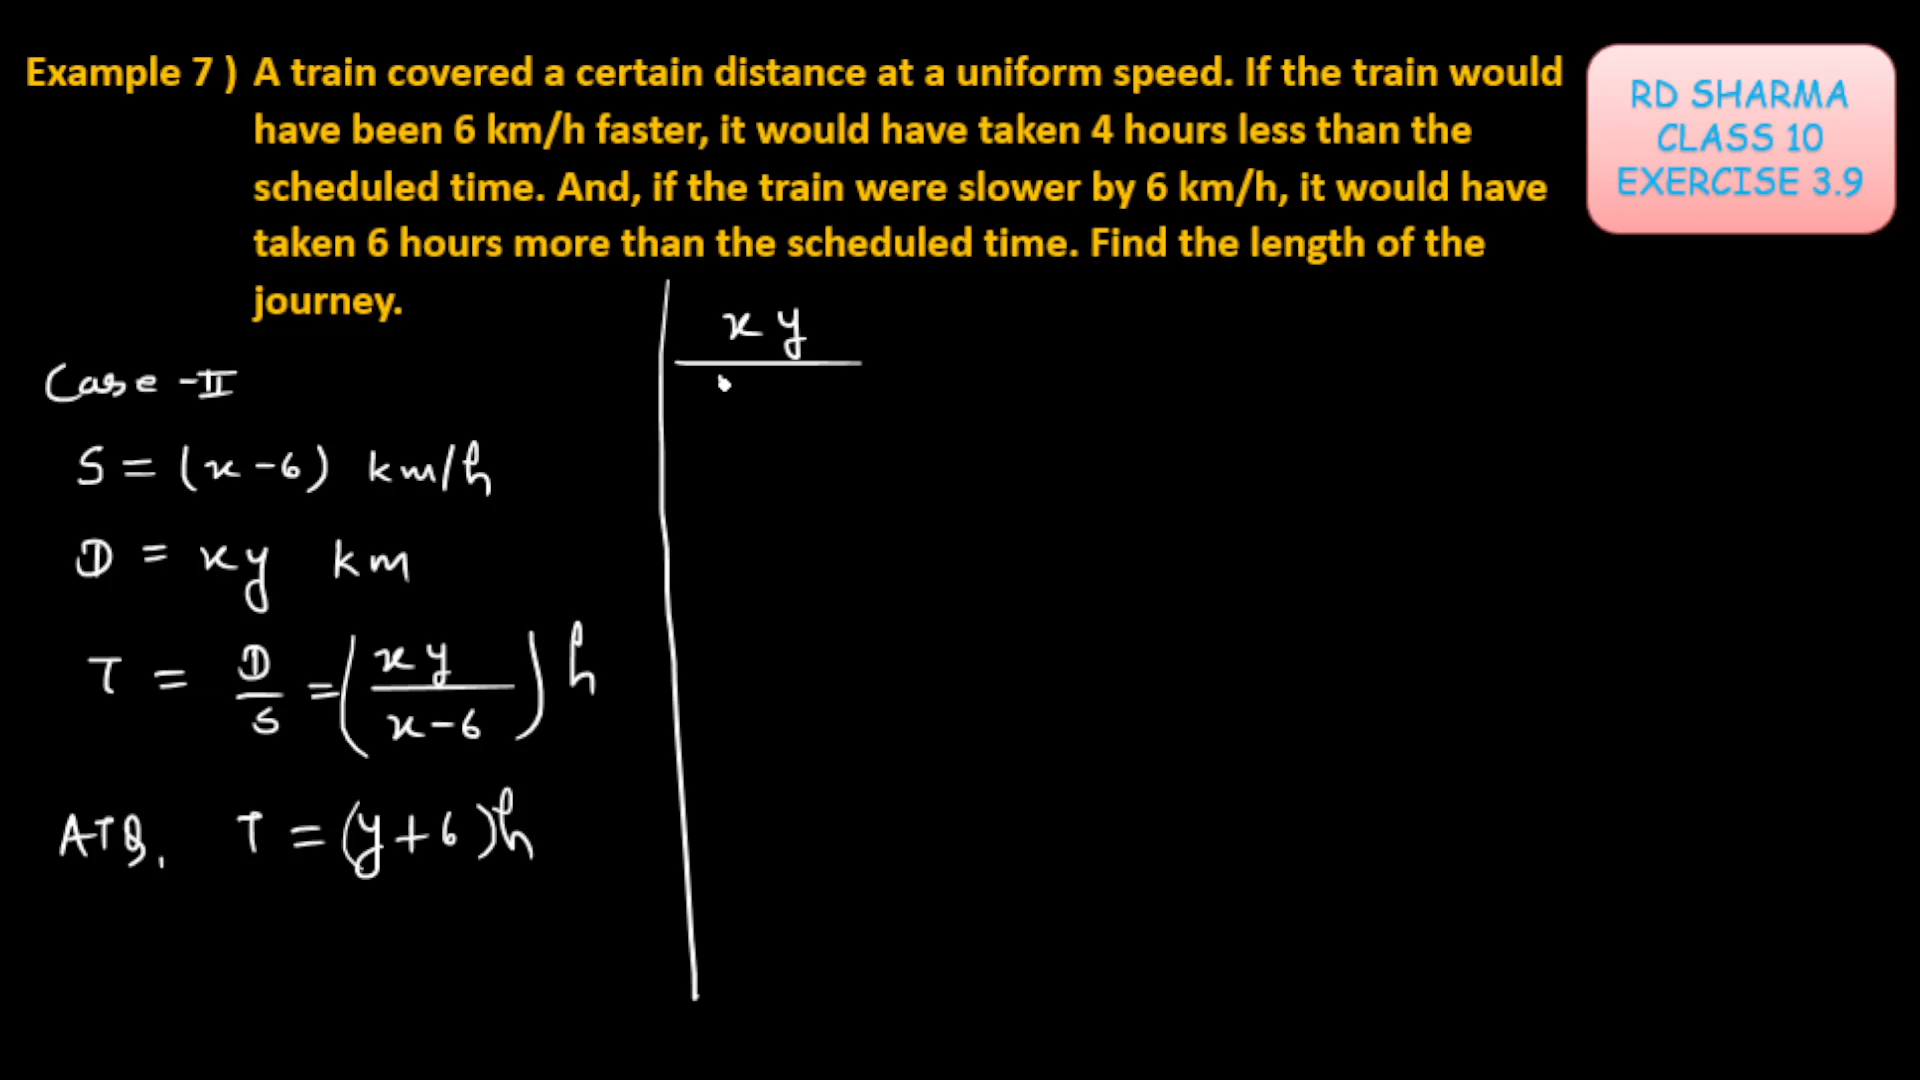 Example 7 ) A train covered a certain distance at a uniform speed. If the train would
have been 6 km/h faster, it would have taken 4 hours less than the
scheduled time. And, if the train were slower by 6 km/h, it would have
taken 6 hours more than the scheduled time. Find the length of the
journey.
RD SHARMA
CLASS 10
EXERCISE 3.9
Case -II
S = (x-6) km/h
D = xy km
T = D/S = (xy/x-6) h
ATQ, T = (y+6)h
xy